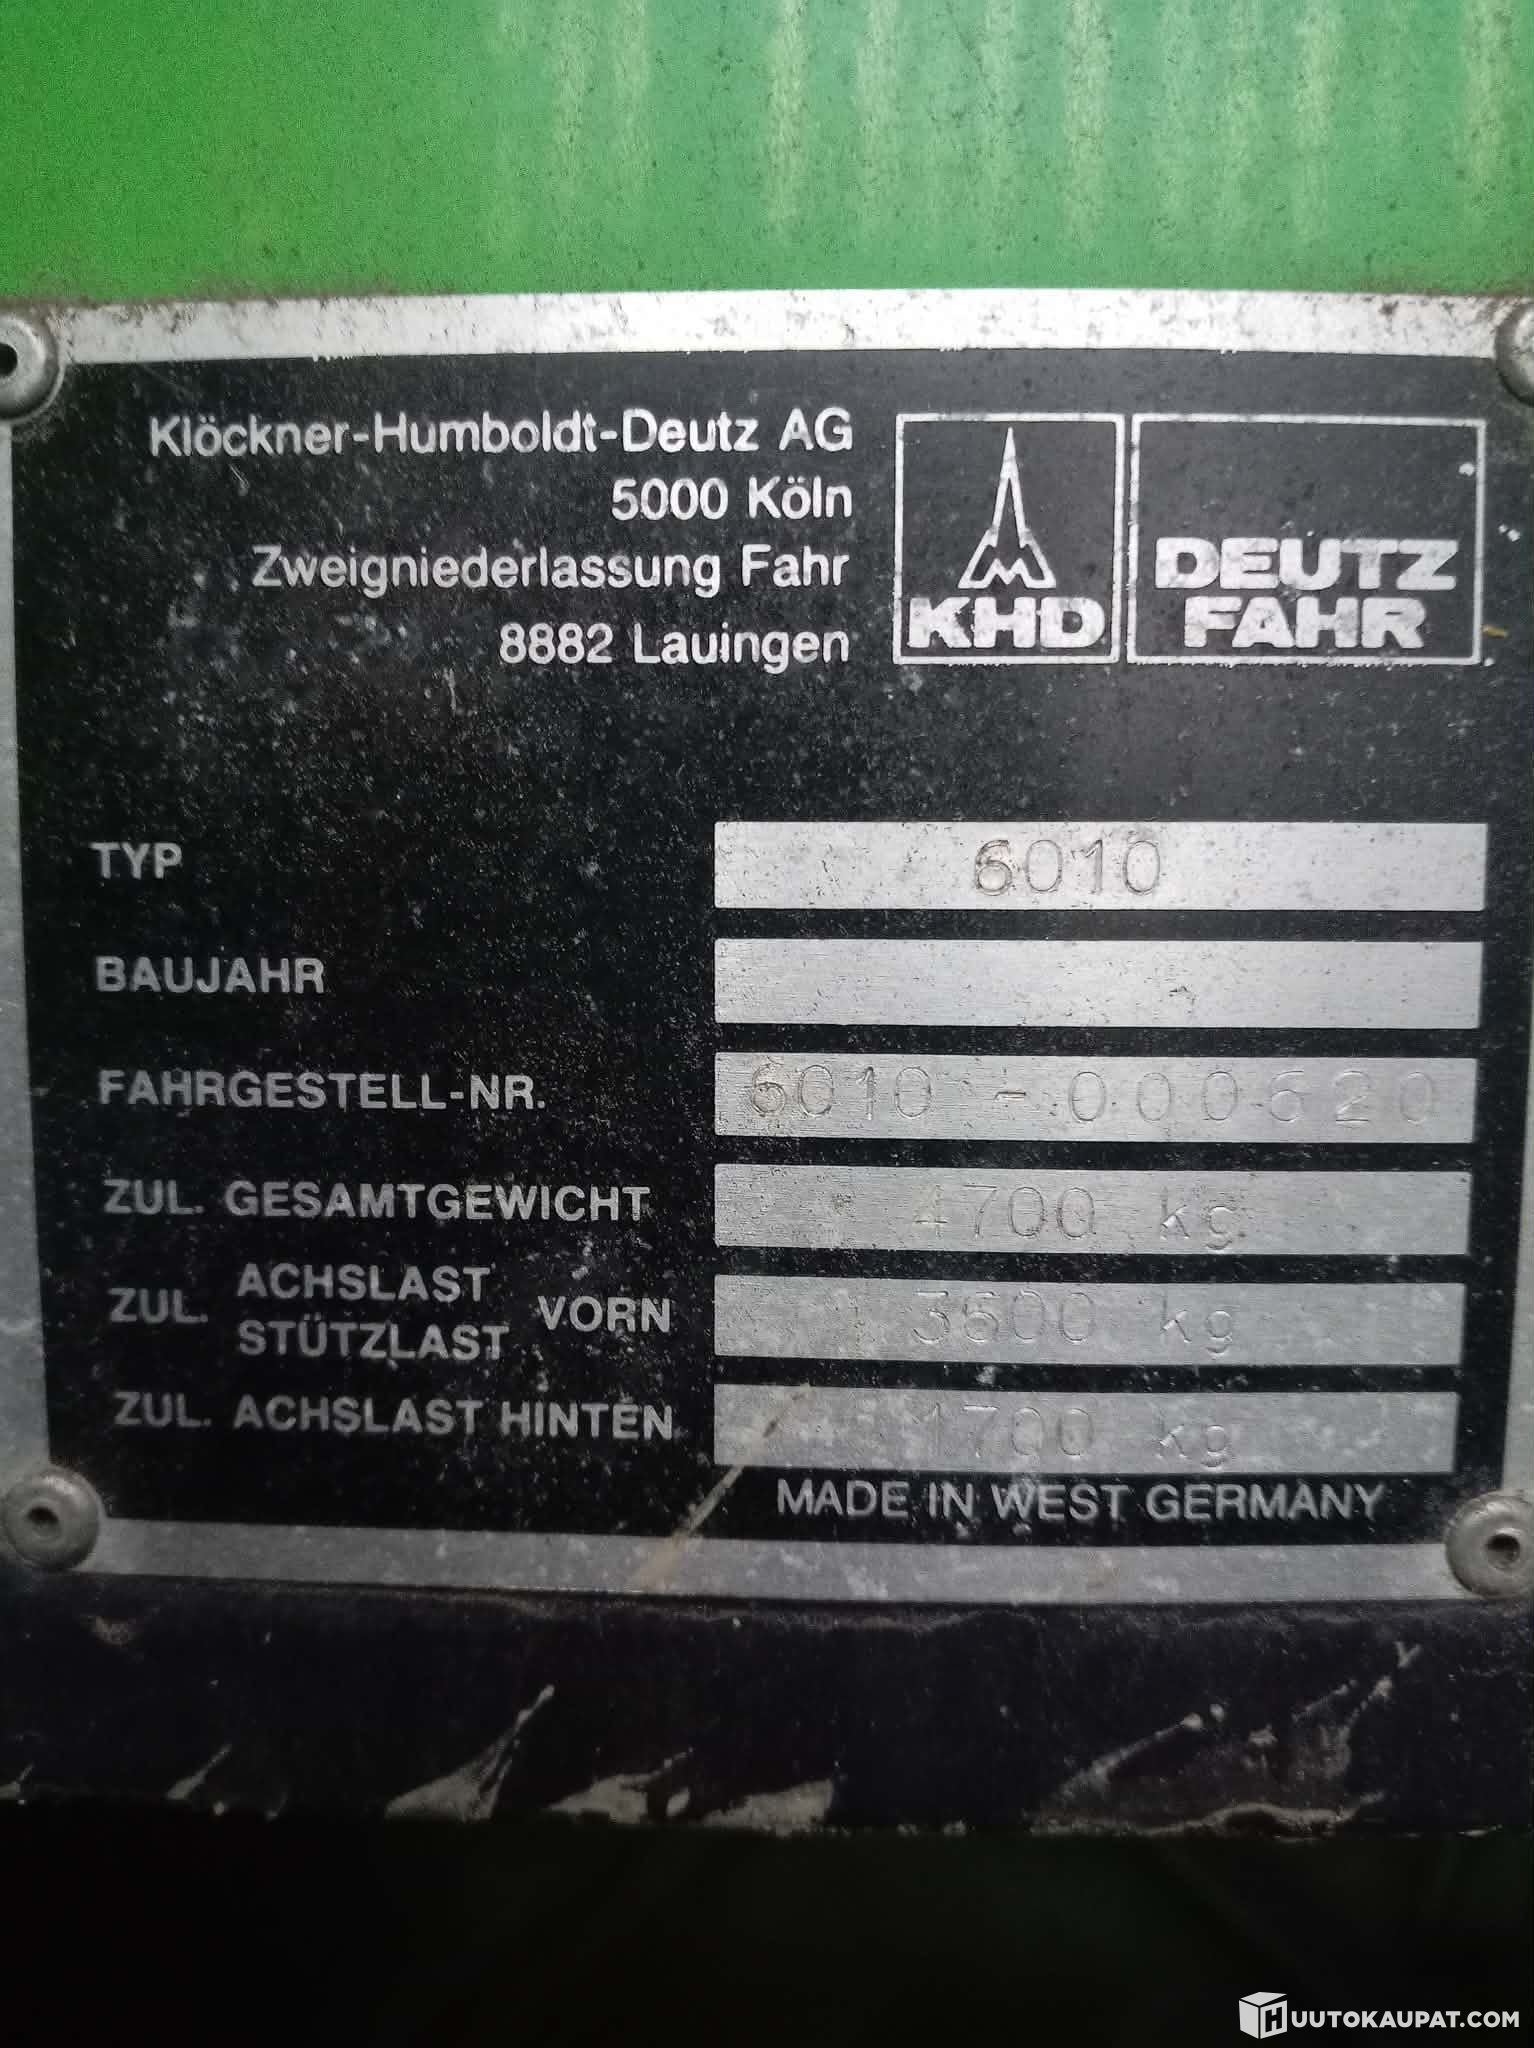 Klöckner-Humboldt-Deutz AG
5000 Köln
Zweigniederlassung Fahr
8882 Lauingen
KHD
DEUTZ
FAHR
TYP 6010
BAUJAHR
FAHRGESTELL-NR. 6010 - 000620
ZUL. GESAMTGEWICHT 4700 kg
ZUL. ACHSLAST STÜTZLAST VORN 3600 kg
ZUL. ACHSLAST HINTEN 1700 kg
MADE IN WEST GERMANY
HUUTOKAUPAT.COM